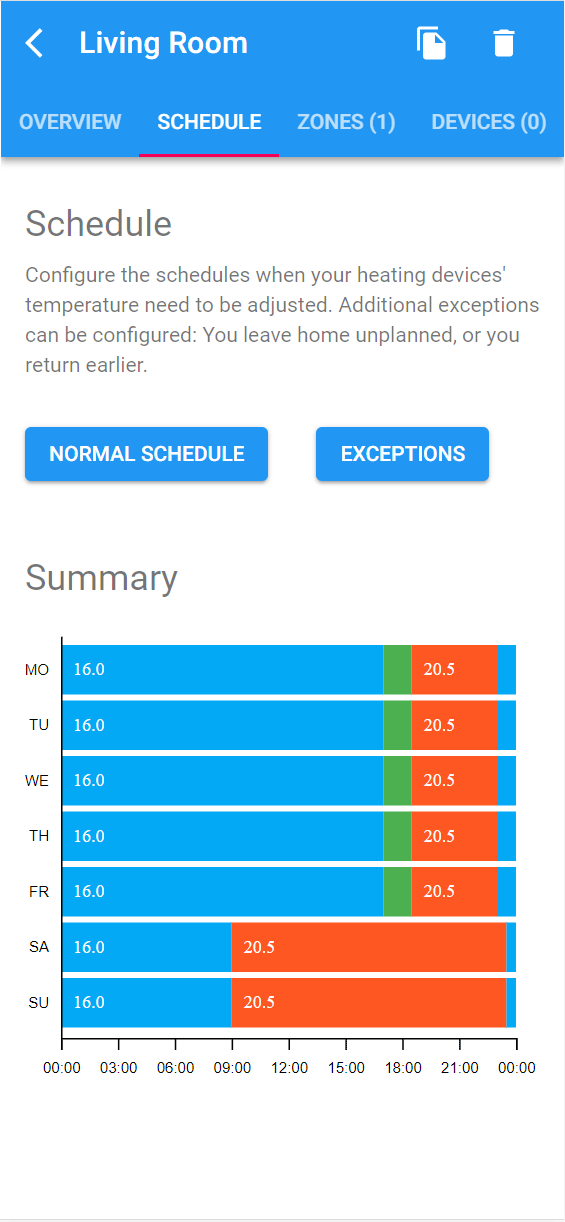 Living Room
OVERVIEW SCHEDULE ZONES (1) DEVICES (0)
Schedule
Configure the schedules when your heating devices'
temperature need to be adjusted. Additional exceptions
can be configured: You leave home unplanned, or you
return earlier.
NORMAL SCHEDULE EXCEPTIONS
Summary
MO 16.0 20.5
TU 16.0 20.5
WE 16.0 20.5
TH 16.0 20.5
FR 16.0 20.5
SA 16.0 20.5
SU 16.0 20.5
00:00 03:00 06:00 09:00 12:00 15:00 18:00 21:00 00:00